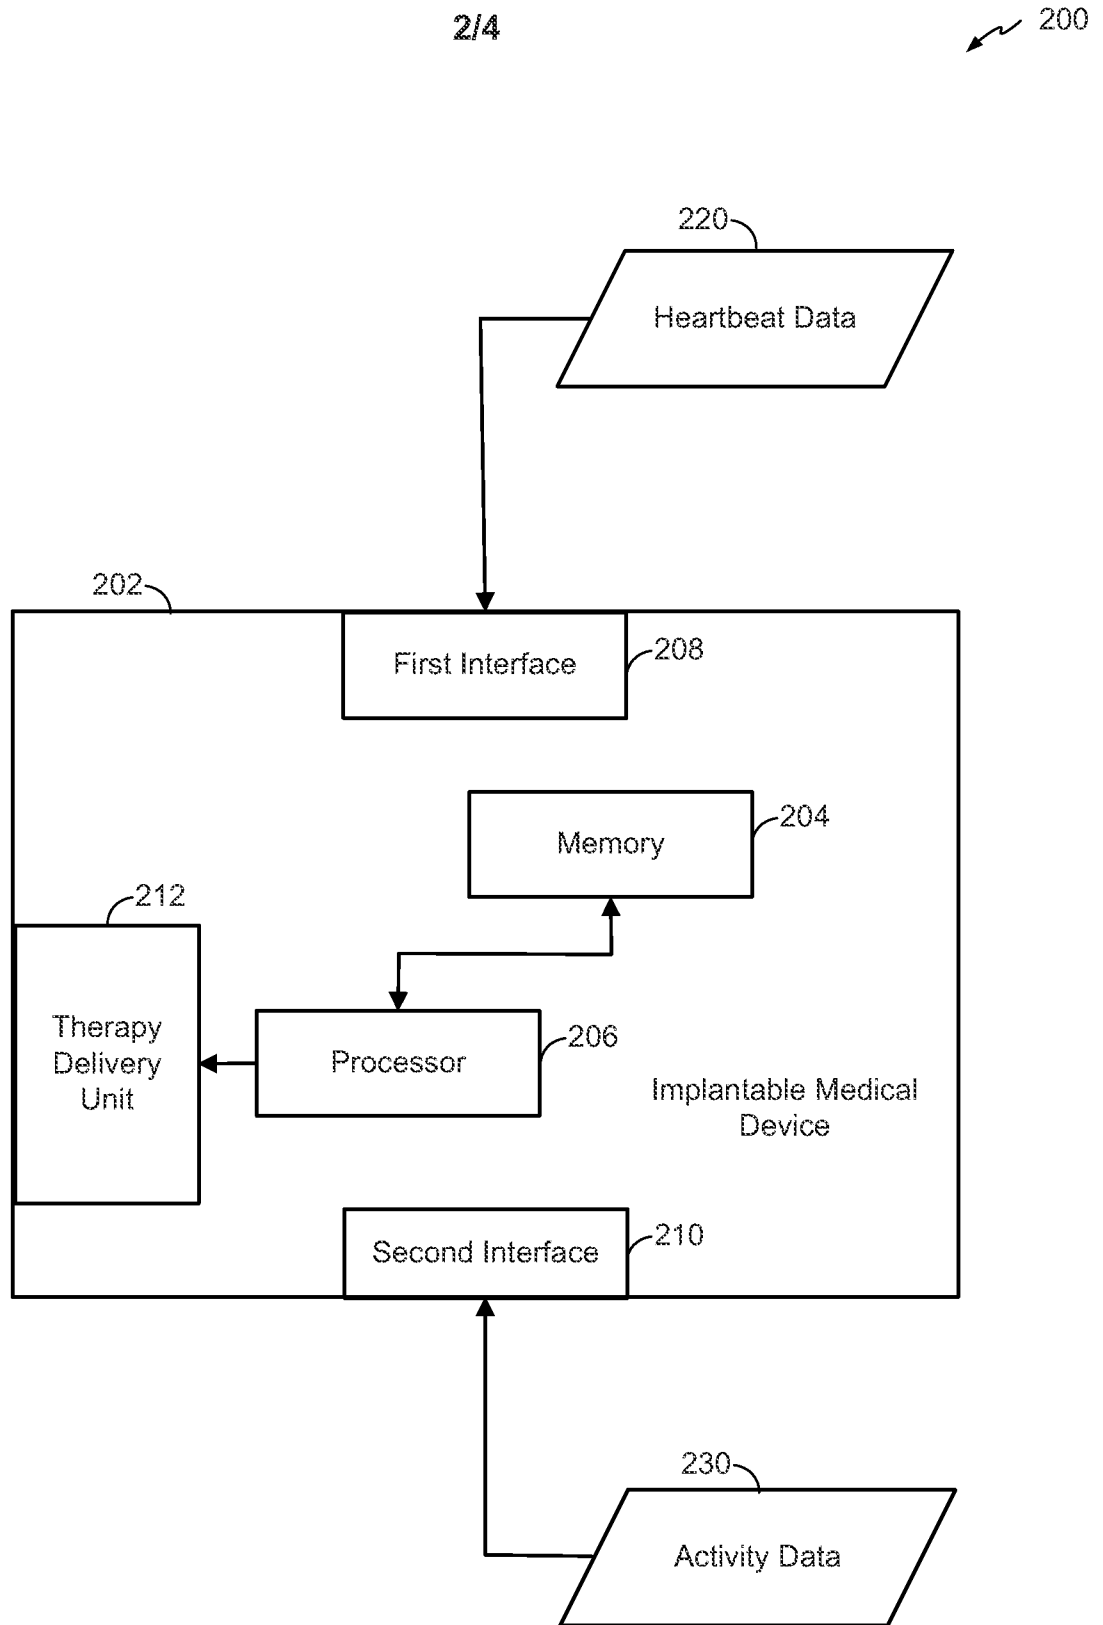 2/4
200
220
Heartbeat Data
202
First Interface
208
Memory
204
212
Therapy
Delivery
Unit
Processor
206
Implantable Medical
Device
Second Interface
210
230
Activity Data